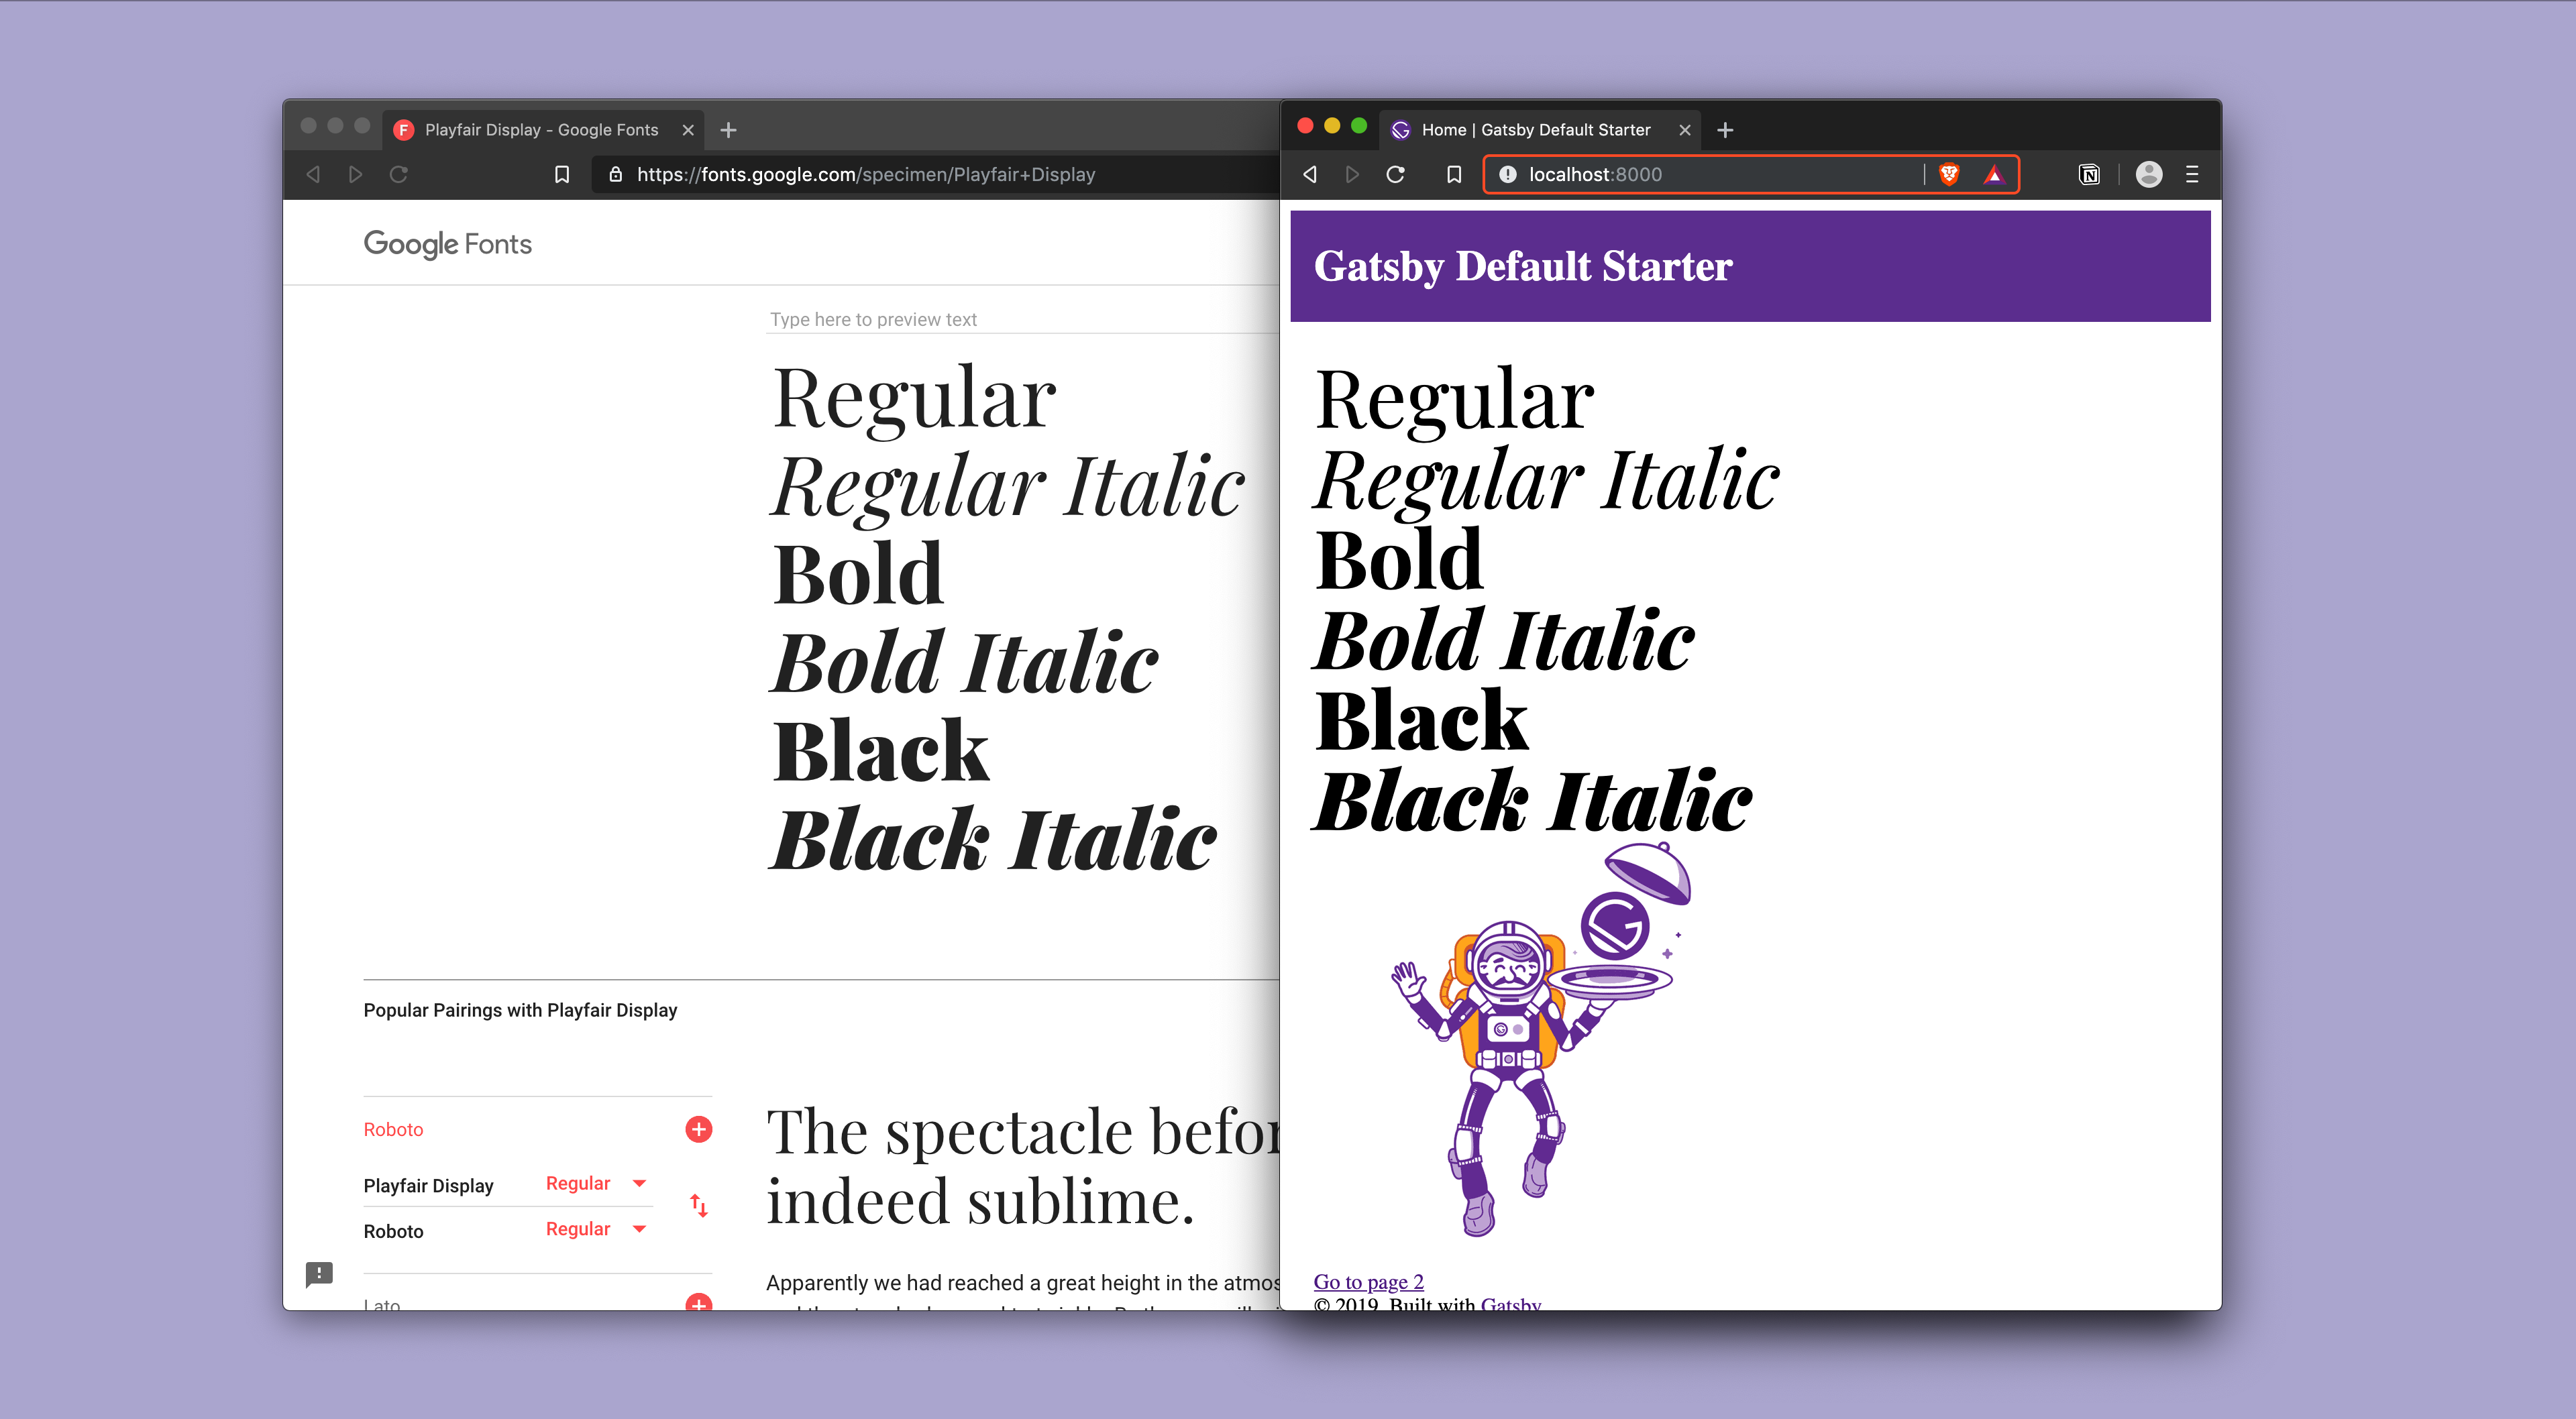 Playfair Display - Google Fonts
https://fonts.google.com/specimen/Playfair+Display
Google Fonts
Type here to preview text
Regular
Regular Italic
Bold
Bold Italic
Black
Black Italic
Popular Pairings with Playfair Display
Roboto
Playfair Display Regular
Roboto Regular
Lato
The spectacle befor
indeed sublime.
Apparently we had reached a great height in the atmos
Home | Gatsby Default Starter
localhost:8000
Gatsby Default Starter
Regular
Regular Italic
Bold
Bold Italic
Black
Black Italic
Go to page 2
© 2019, Built with Gatsby